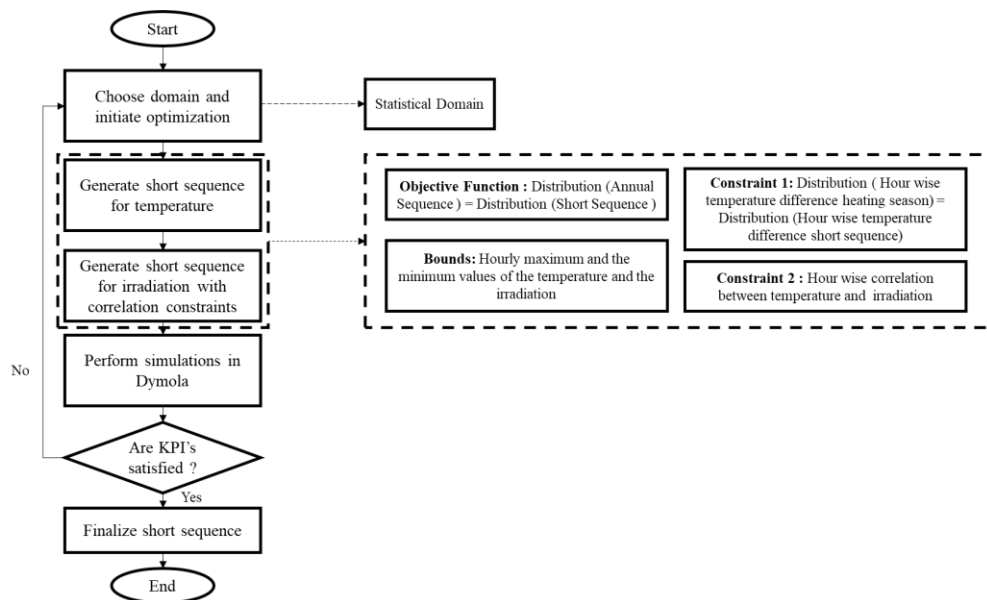 Start
Choose domain and
initiate optimization
Statistical Domain
Generate short sequence
for temperature
Generate short sequence
for irradiation with
correlation constraints
Objective Function : Distribution (Annual
Sequence ) = Distribution (Short Sequence )
Bounds: Hourly maximum and the
minimum values of the temperature and the
irradiation
Constraint 1: Distribution ( Hour wise
temperature difference heating season) =
Distribution (Hour wise temperature
difference short sequence)
Constraint 2 : Hour wise correlation
between temperature and irradiation
Perform simulations in
Dymola
No
Are KPI's
satisfied ?
Yes
Finalize short sequence
End